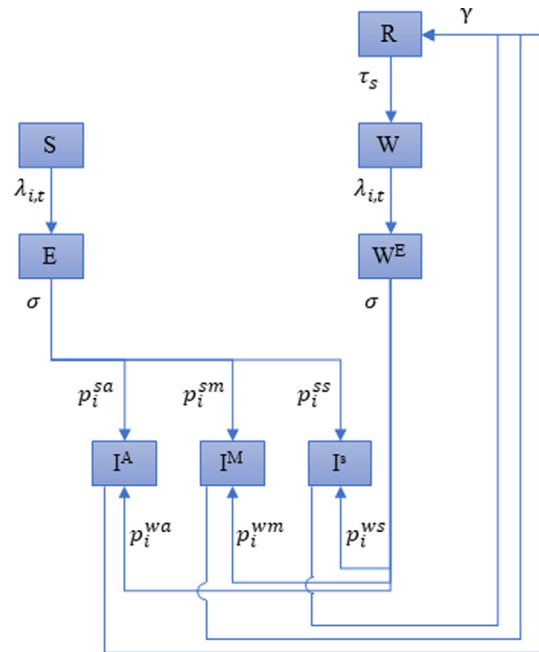 γ
R
τ_s
S
W
λ_{i,t}
λ_{i,t}
E
W^E
σ
σ
p_i^{sa}
p_i^{sm}
p_i^{ss}
I^A
I^M
I^s
p_i^{wa}
p_i^{wm}
p_i^{ws}